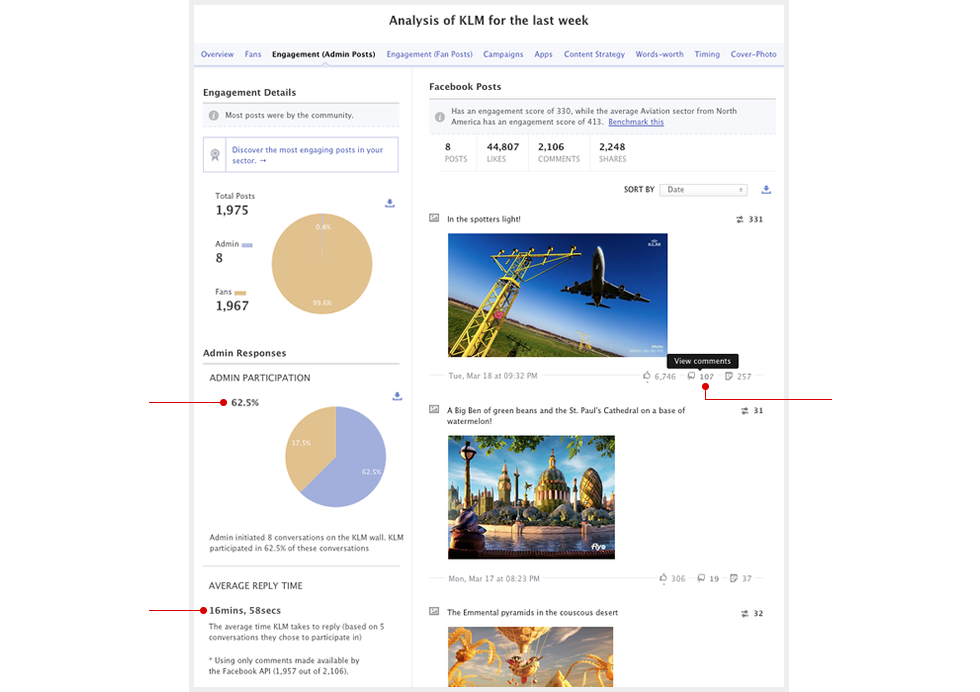 Analysis of KLM for the last week
Overview Fans Engagement (Admin Posts) Engagement (Fan Posts) Campaigns Apps Content Strategy Words-worth Timing Cover-Photo
Engagement Details
Most posts were by the community.
Discover the most engaging posts in your
sector. →
Total Posts
1,975
Admin
8
Fans
1,967
0.4%
99.6%
Admin Responses
ADMIN PARTICIPATION
62.5%
37.5%
62.5%
Admin initiated 8 conversations on the KLM wall. KLM
participated in 62.5% of these conversations
AVERAGE REPLY TIME
16mins, 58secs
The average time KLM takes to reply (based on 5
conversations they chose to participate in)
* Using only comments made available by
the Facebook API (1,957 out of 2,106).
Facebook Posts
Has an engagement score of 330, while the average Aviation sector from North
America has an engagement score of 413. Benchmark this
8 44,807 2,106 2,248
POSTS LIKES COMMENTS SHARES
SORT BY Date
In the spotters light! 331
KLM
View comments
Tue, Mar 18 at 09:32 PM 6,746 107 257
A Big Ben of green beans and the St. Paul's Cathedral on a base of 31
watermelon!
Mon, Mar 17 at 08:23 PM 306 19 37
The Emmental pyramids in the couscous desert 32